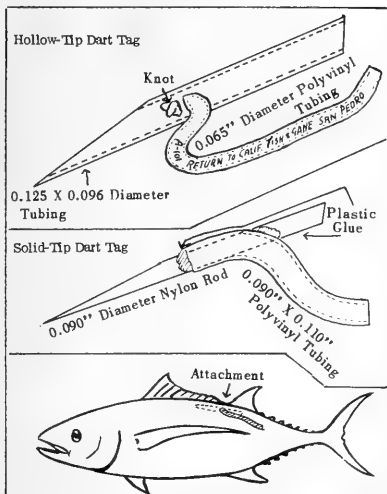 Hollow-Tip Dart Tag
Knot
0.065" Diameter Polyvinyl
Tubing
A-101 RETURN TO CALIF. FISH & GAME SAN PEDRO
0.125 X 0.096 Diameter
Tubing
Plastic
Glue
Solid-Tip Dart Tag
0.090" Diameter Nylon Rod
0.090" X 0.110"
Polyvinyl Tubing
Attachment